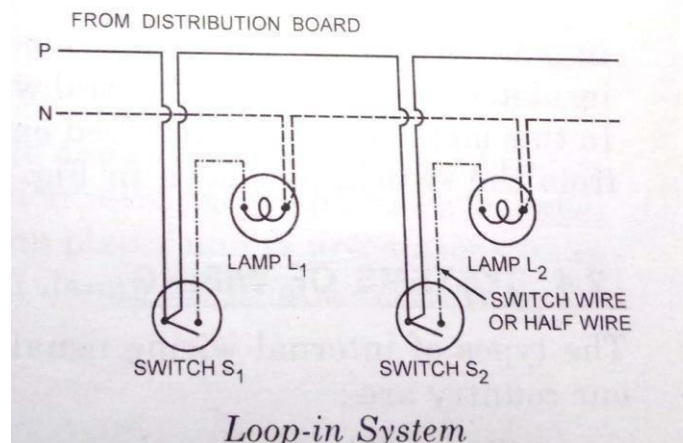 FROM DISTRIBUTION BOARD
P
N
LAMP L1
LAMP L2
SWITCH WIRE
OR HALF WIRE
SWITCH S1
SWITCH S2
Loop-in System